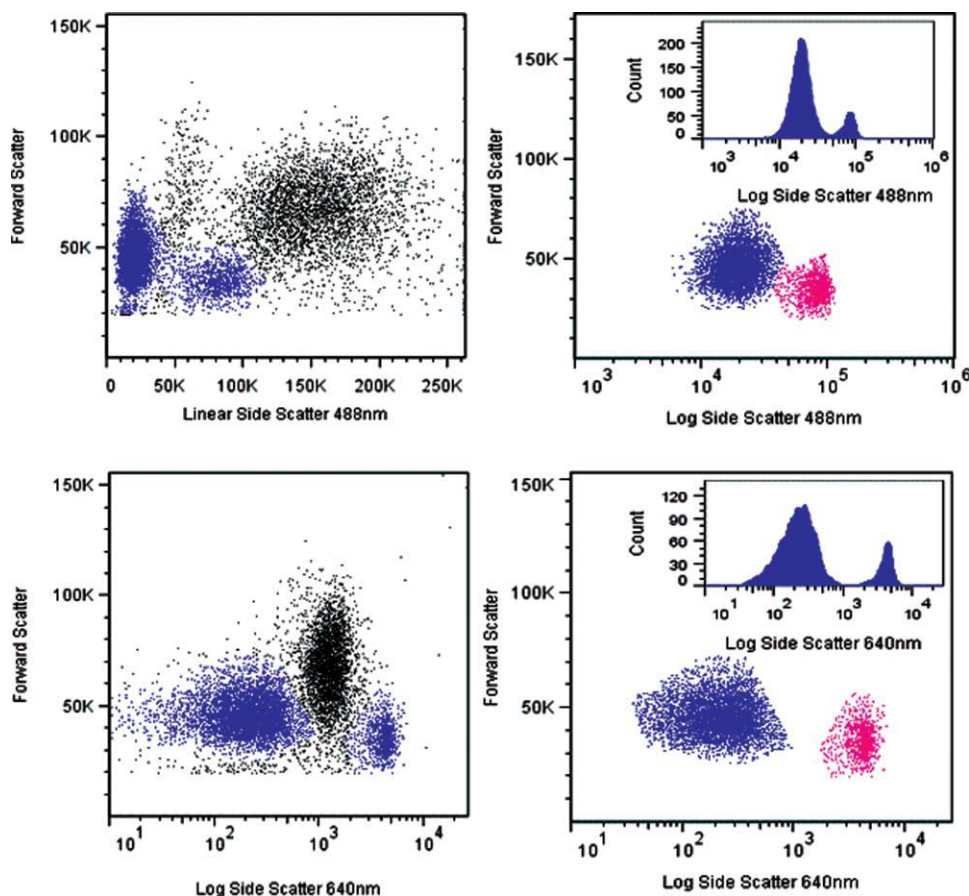 150K
100K
50K
Forward Scatter
0 50K 100K 150K 200K 250K
Linear Side Scatter 488nm
150K
100K
50K
Forward Scatter
200
150
100
50
0
Count
10³ 10⁴ 10⁵ 10⁶
Log Side Scatter 488nm
10³ 10⁴ 10⁵ 10⁶
Log Side Scatter 488nm
150K
100K
50K
Forward Scatter
10¹ 10² 10³ 10⁴
Log Side Scatter 640nm
150K
100K
50K
Forward Scatter
120
90
60
30
0
Count
10¹ 10² 10³ 10⁴
Log Side Scatter 640nm
10¹ 10² 10³ 10⁴
Log Side Scatter 640nm